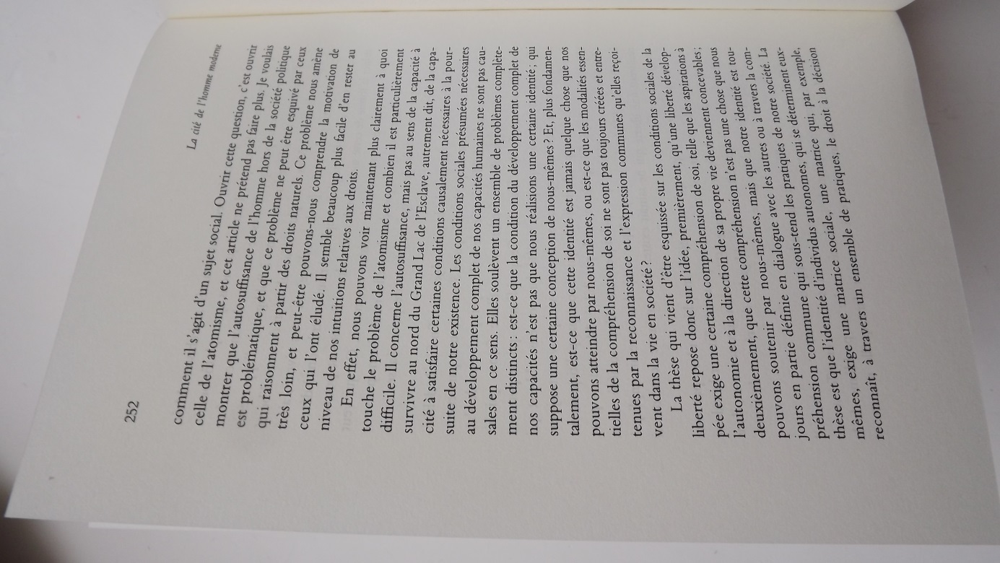 252
La cité de l'homme moderne
comment il s'agit d'un sujet social. Ouvrir cette question, c'est ouvrir
celle de l'atomisme, et cet article ne prétend pas faire plus. Je voulais
montrer que l'autosuffisance de l'homme hors de la société politique
est problématique, et que ce problème ne peut être esquivé par ceux
qui raisonnent à partir des droits naturels. Ce problème nous amène
très loin, et peut-être pouvons-nous comprendre la motivation de
ceux qui l'ont éludé. Il semble beaucoup plus facile d'en rester au
niveau de nos intuitions relatives aux droits.
En effet, nous pouvons voir maintenant plus clairement à quoi
touche le problème de l'atomisme et combien il est particulièrement
difficile. Il concerne l'autosuffisance, mais pas au sens de la capacité à
survivre au nord du Grand Lac de l'Esclave, autrement dit, de la capa-
cité à satisfaire certaines conditions causalement nécessaires à la pour-
suite de notre existence. Les conditions sociales présumées nécessaires
au développement complet de nos capacités humaines ne sont pas cau-
sales en ce sens. Elles soulèvent un ensemble de problèmes complète-
ment distincts : est-ce que la condition du développement complet de
nos capacités n'est pas que nous réalisions une certaine identité ; qui
suppose une certaine conception de nous-mêmes ? Et, plus fondamen-
talement, est-ce que cette identité est jamais quelque chose que nos
pouvons atteindre par nous-mêmes, ou est-ce que les modalités essen-
tielles de la compréhension de soi ne sont pas toujours créées et entre-
tenues par la reconnaissance et l'expression communes qu'elles reçoi-
vent dans la vie en société ?
La thèse qui vient d'être esquissée sur les conditions sociales de la
liberté repose donc sur l'idée, premièrement, qu'une liberté dévelop-
pée exige une certaine compréhension de soi, telle que les aspirations à
l'autonomie et à la direction de sa propre vie deviennent concevables ;
deuxièmement, que cette compréhension n'est pas une chose que nous
pouvons soutenir par nous-mêmes, mais que notre identité est tou-
jours en partie définie en dialogue avec les autres ou à travers la com-
préhension commune qui sous-tend les pratiques de notre société. La
thèse est que l'identité d'individus autonomes, qui se déterminent eux-
mêmes, exige une matrice sociale, une matrice qui, par exemple,
reconnaît, à travers un ensemble de pratiques, le droit à la décision